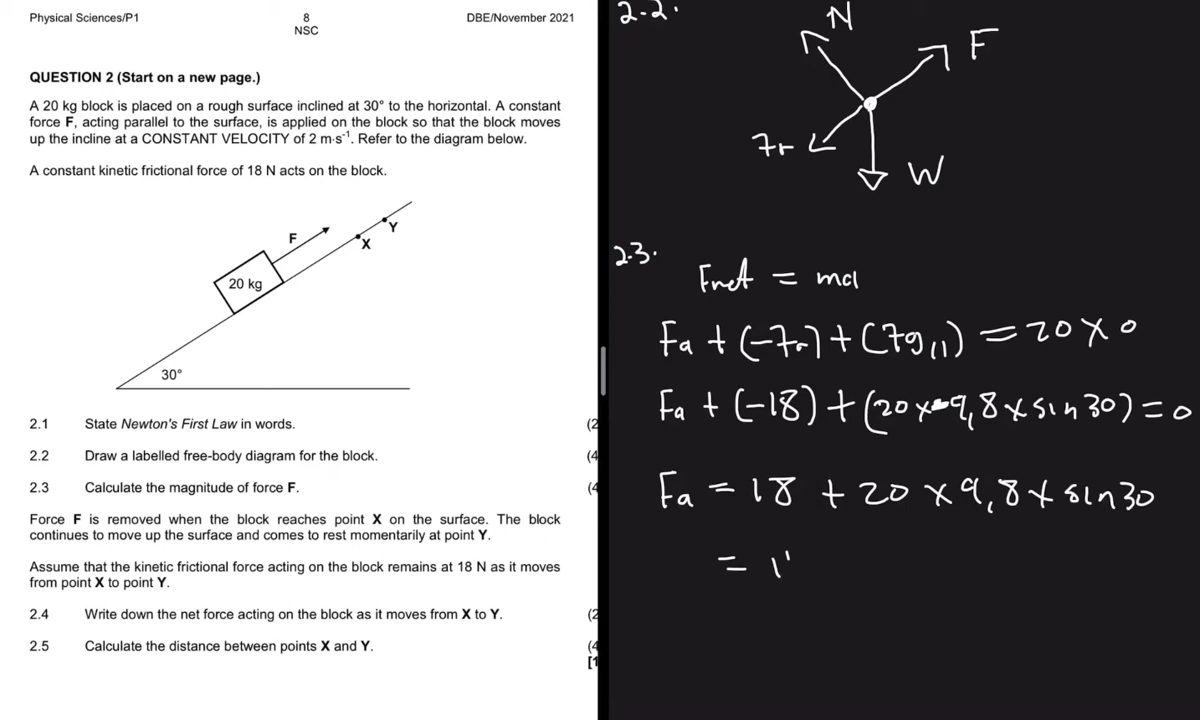 Physical Sciences/P1
8
DBE/November 2021
NSC
QUESTION 2 (Start on a new page.)
A 20 kg block is placed on a rough surface inclined at 30° to the horizontal. A constant
force F, acting parallel to the surface, is applied on the block so that the block moves
up the incline at a CONSTANT VELOCITY of 2 m·s⁻¹. Refer to the diagram below.
A constant kinetic frictional force of 18 N acts on the block.
F
X
Y
20 kg
30°
2.1 State Newton's First Law in words. (2
2.2 Draw a labelled free-body diagram for the block. (4
2.3 Calculate the magnitude of force F. (4
Force F is removed when the block reaches point X on the surface. The block
continues to move up the surface and comes to rest momentarily at point Y.
Assume that the kinetic frictional force acting on the block remains at 18 N as it moves
from point X to point Y.
2.4 Write down the net force acting on the block as it moves from X to Y. (2
2.5 Calculate the distance between points X and Y. (4
[1
2.2.
N
F
Fr
W
2.3.
Fnet = ma
Fa + (-Fr) + (Fg11) = 20 x 0
Fa + (-18) + (20 x -9,8 x sin 30) = 0
Fa = 18 + 20 x 9,8 x sin 30
= 1